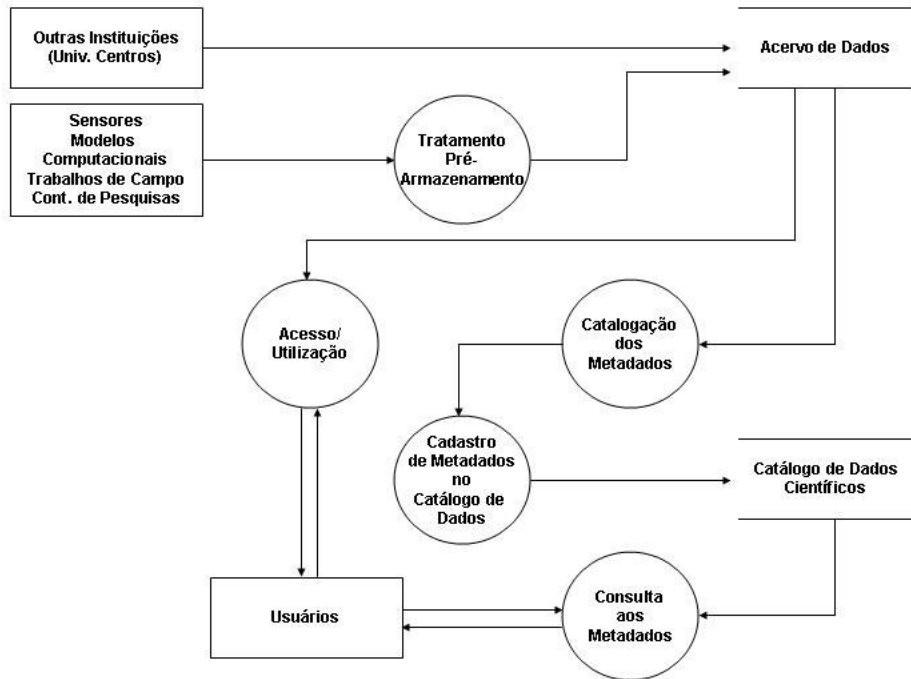 Outras Instituições
(Univ. Centros)
Acervo de Dados
Sensores
Modelos
Computacionais
Trabalhos de Campo
Cont. de Pesquisas
Tratamento
Pré-
Armazenamento
Acesso/
Utilização
Catalogação
dos
Metadados
Cadastro
de Metadados
no
Catálogo de
Dados
Catálogo de Dados
Científicos
Usuários
Consulta
aos
Metadados